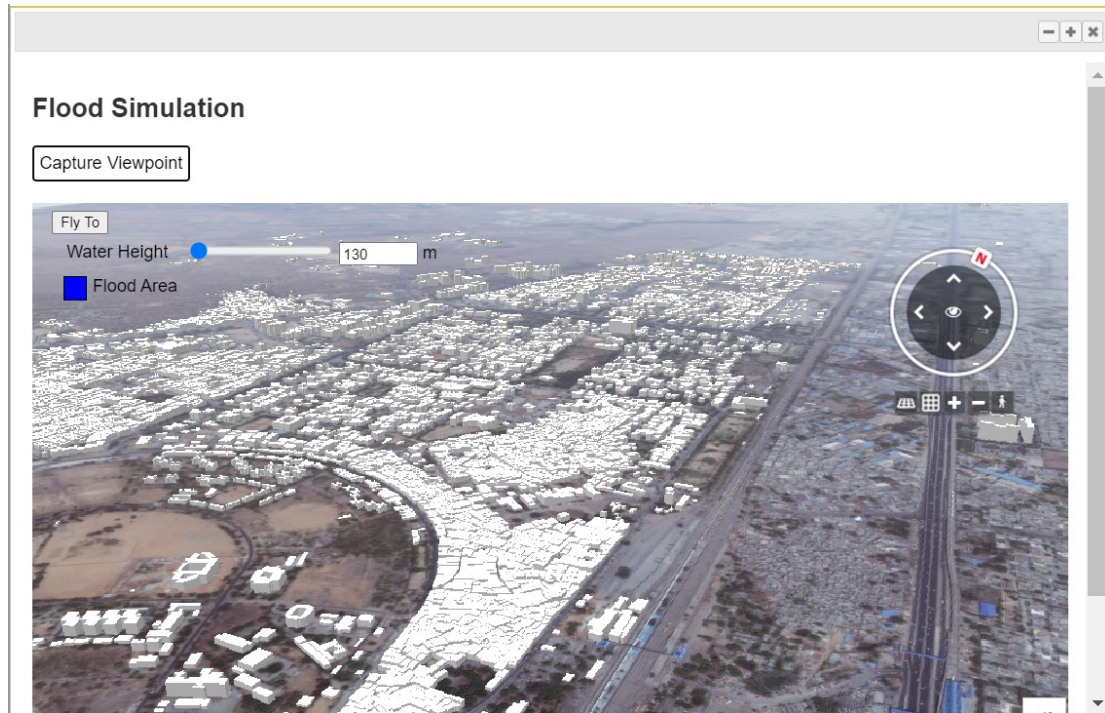 Flood Simulation
Capture Viewpoint
Fly To
Water Height 130 m
Flood Area
N